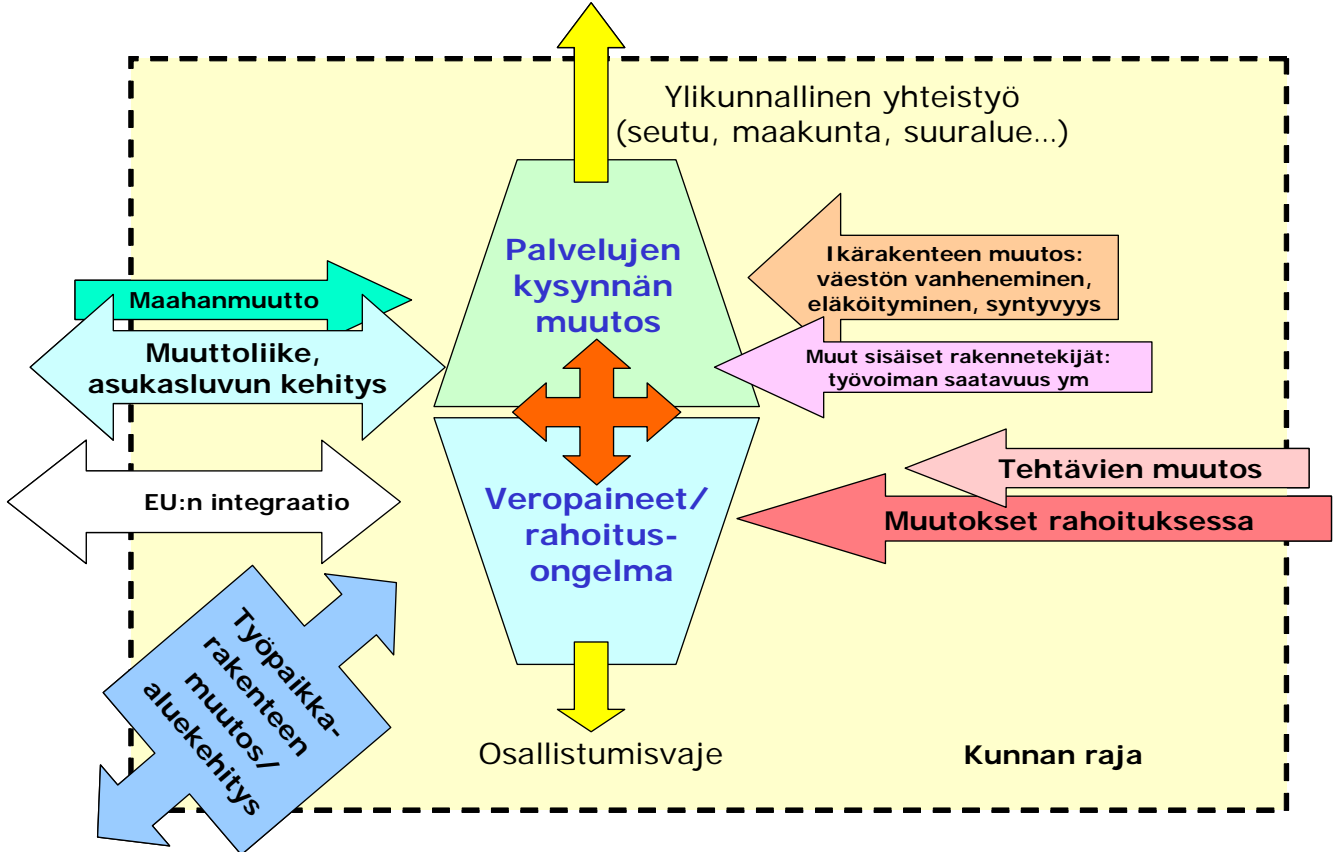 Ylikunnallinen yhteistyö
(seutu, maakunta, suuralue...)
Palvelujen
kysynnän
muutos
Ikärakenteen muutos:
väestön vanheneminen,
eläköityminen, syntyvyys
Maahanmuutto
Muuttoliike,
asukasluvun kehitys
Muut sisäiset rakennetekijät:
työvoiman saatavuus ym
Tehtävien muutos
EU:n integraatio
Veropaineet/
rahoitus-
ongelma
Muutokset rahoituksessa
Työpaikka-
rakenteen
muutos/
aluekehitys
Osallistumisvaje
Kunnan raja